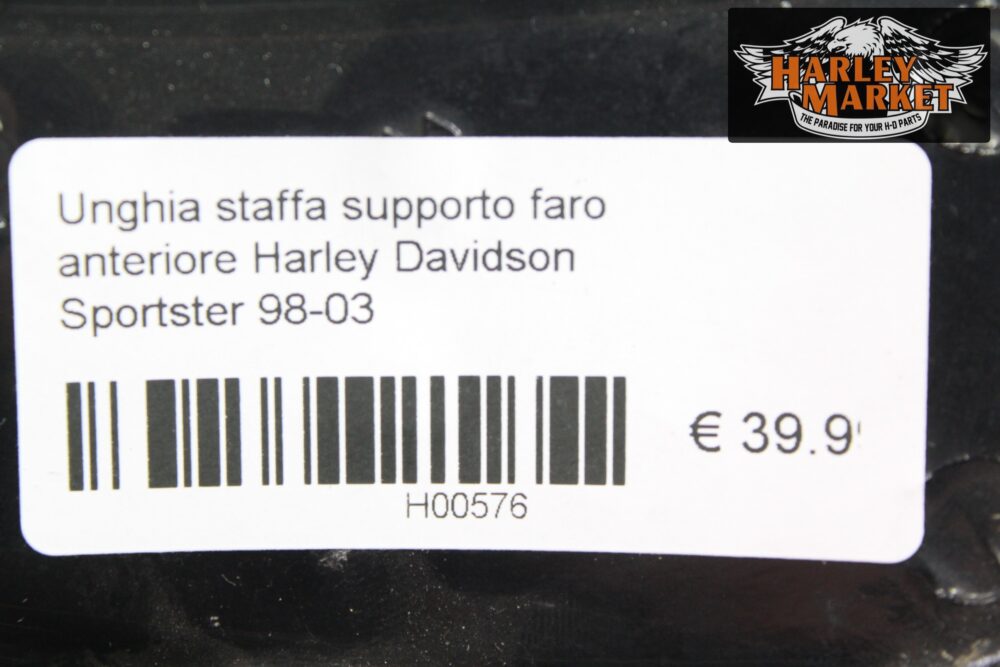 HARLEY
MARKET
THE PARADISE FOR YOUR H-D PARTS
Unghia staffa supporto faro
anteriore Harley Davidson
Sportster 98-03
€ 39.9
H00576